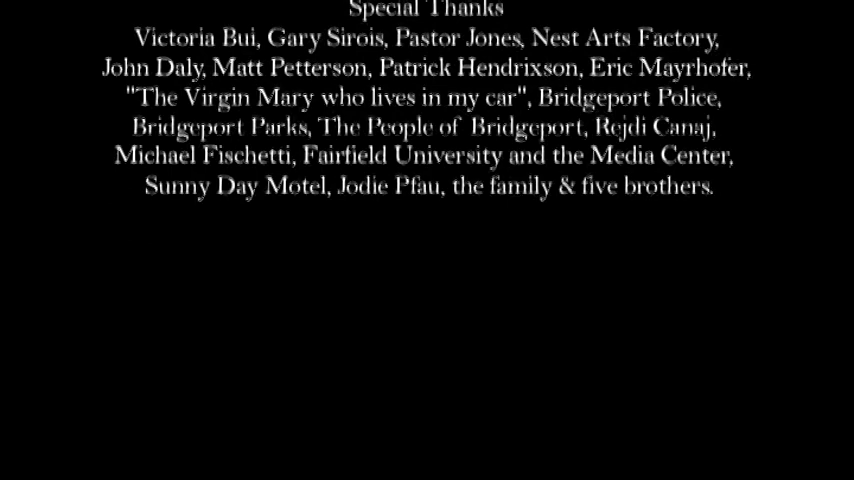 Special Thanks
Victoria Bui, Gary Sirois, Pastor Jones, Nest Arts Factory,
John Daly, Matt Petterson, Patrick Hendrixson, Eric Mayrhofer,
"The Virgin Mary who lives in my car", Bridgeport Police,
Bridgeport Parks, The People of Bridgeport, Rejdi Canaj,
Michael Fischetti, Fairfield University and the Media Center,
Sunny Day Motel, Jodie Pfau, the family & five brothers.